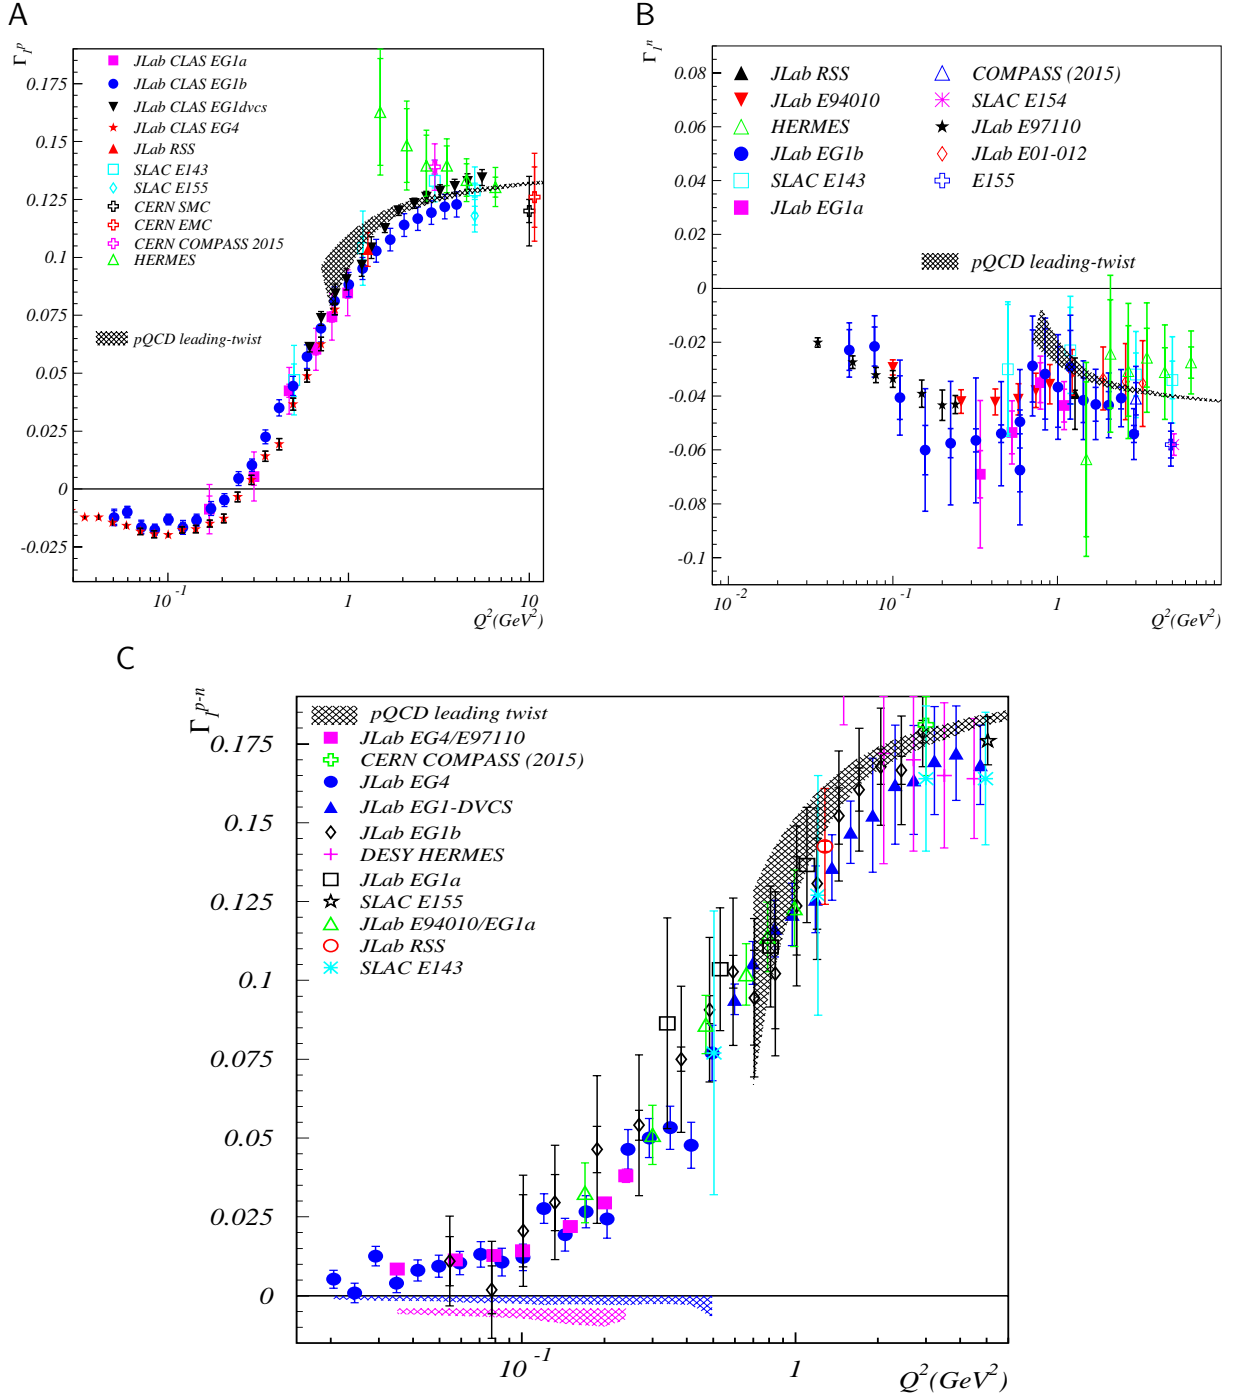 A
Γ₁ᵖ
0.175
0.15
0.125
0.1
0.075
0.05
0.025
0
-0.025
JLab CLAS EG1a
JLab CLAS EG1b
JLab CLAS EG1dvcs
JLab CLAS EG4
JLab RSS
SLAC E143
SLAC E155
CERN SMC
CERN EMC
CERN COMPASS 2015
HERMES
pQCD leading-twist
10⁻¹
1
10
Q²(GeV²)
B
Γ₁ⁿ
0.08
0.06
0.04
0.02
0
-0.02
-0.04
-0.06
-0.08
-0.1
JLab RSS
JLab E94010
HERMES
JLab EG1b
SLAC E143
JLab EG1a
COMPASS (2015)
SLAC E154
JLab E97110
JLab E01-012
E155
pQCD leading-twist
10⁻²
10⁻¹
1
Q²(GeV²)
C
Γ₁ᵖ⁻ⁿ
0.175
0.15
0.125
0.1
0.075
0.05
0.025
0
pQCD leading twist
JLab EG4/E97110
CERN COMPASS (2015)
JLab EG4
JLab EG1-DVCS
JLab EG1b
DESY HERMES
JLab EG1a
SLAC E155
JLab E94010/EG1a
JLab RSS
SLAC E143
10⁻¹
1
Q²(GeV²)